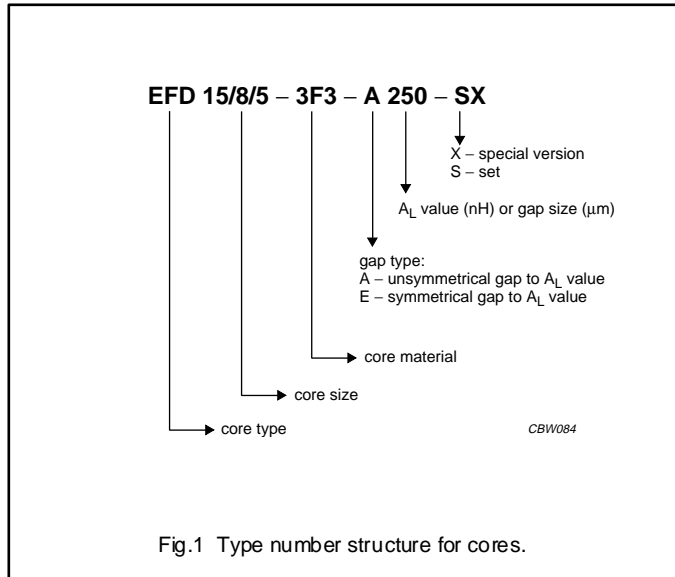 EFD 15/8/5 – 3F3 – A 250 – SX
X – special version
S – set
AL value (nH) or gap size (μm)
gap type:
A – unsymmetrical gap to AL value
E – symmetrical gap to AL value
core material
core size
core type
CBW084
Fig.1 Type number structure for cores.